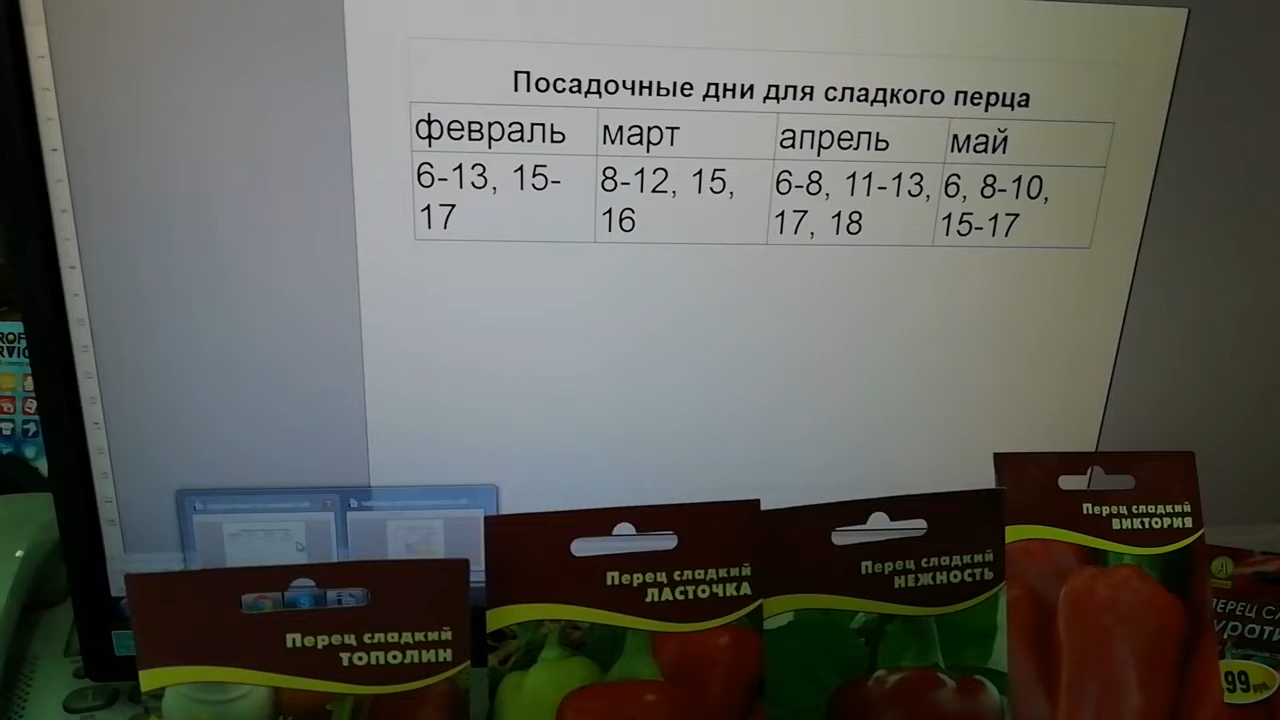 Посадочные дни для сладкого перца
февраль март апрель май
6-13, 15- 8-12, 15, 6-8, 11-13, 6, 8-10,
17 16 17, 18 15-17
Перец сладкий
ВИКТОРИЯ
Перец сладкий
НЕЖНОСТЬ
Перец сладкий
ЛАСТОЧКА
Перец сладкий
ТОПОЛИН
99